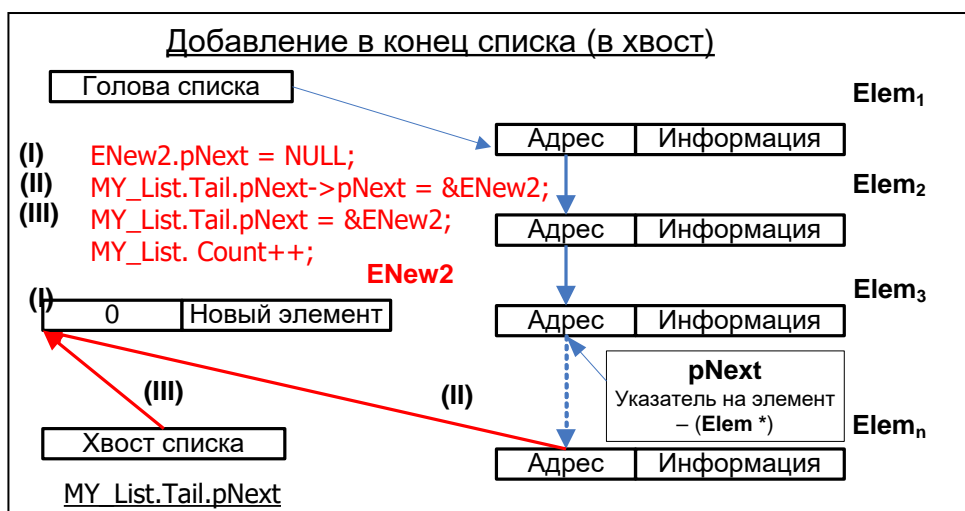 Добавление в конец списка (в хвост)
Голова списка
Elem₁
Адрес Информация
(I) ENew2.pNext = NULL;
(II) MY_List.Tail.pNext->pNext = &ENew2;
(III) MY_List.Tail.pNext = &ENew2;
MY_List. Count++;
Elem₂
Адрес Информация
ENew2
Elem₃
(I) 0 Новый элемент
Адрес Информация
pNext
Указатель на элемент
– (Elem *)
(III)
(II)
Elemₙ
Хвост списка
Адрес Информация
MY_List.Tail.pNext